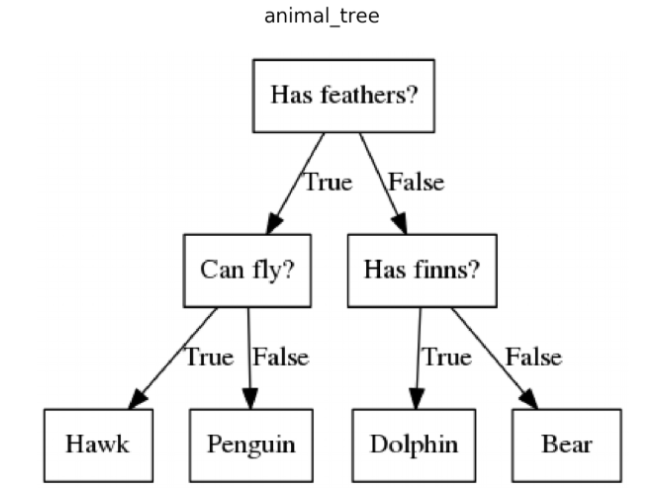 animal_tree
Has feathers?
True False
Can fly? Has finns?
True False True False
Hawk Penguin Dolphin Bear